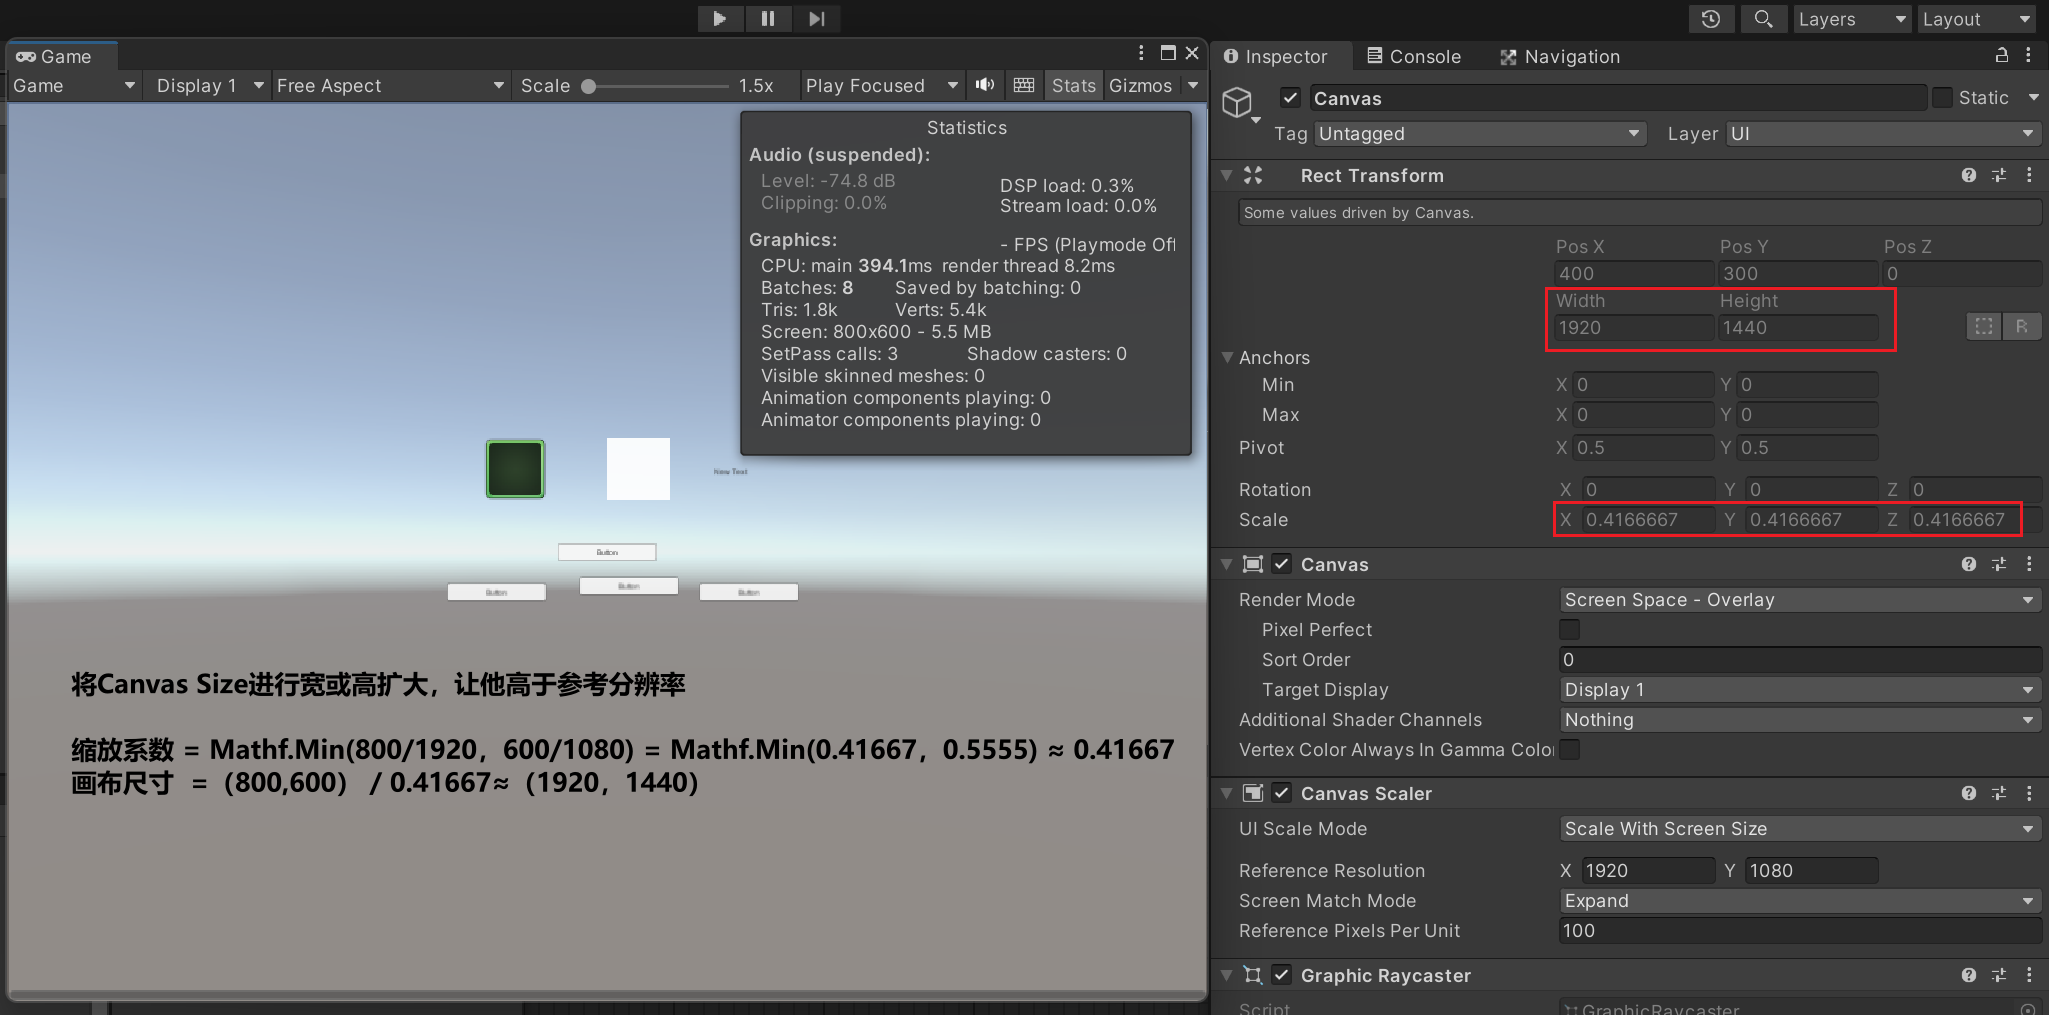 Layers
Layout
Game
Game
Display 1
Free Aspect
Scale
1.5x
Play Focused
Stats
Gizmos
Statistics
Audio (suspended):
Level: -74.8 dB
DSP load: 0.3%
Clipping: 0.0%
Stream load: 0.0%
Graphics:
- FPS (Playmode Off
CPU: main 394.1ms render thread 8.2ms
Batches: 8 Saved by batching: 0
Tris: 1.8k Verts: 5.4k
Screen: 800x600 - 5.5 MB
SetPass calls: 3 Shadow casters: 0
Visible skinned meshes: 0
Animation components playing: 0
Animator components playing: 0
New Text
Button
Button
Button
Button
将Canvas Size进行宽或高扩大，让他高于参考分辨率
缩放系数 = Mathf.Min(800/1920，600/1080) = Mathf.Min(0.41667，0.5555) ≈ 0.41667
画布尺寸 =（800,600） / 0.41667≈（1920，1440）
Inspector
Console
Navigation
Canvas
Static
Tag Untagged
Layer UI
Rect Transform
Some values driven by Canvas.
Pos X Pos Y Pos Z
400 300 0
Width Height
1920 1440
R
Anchors
Min X 0 Y 0
Max X 0 Y 0
Pivot X 0.5 Y 0.5
Rotation X 0 Y 0 Z 0
Scale X 0.4166667 Y 0.4166667 Z 0.4166667
Canvas
Render Mode Screen Space - Overlay
Pixel Perfect
Sort Order 0
Target Display Display 1
Additional Shader Channels Nothing
Vertex Color Always In Gamma Color
Canvas Scaler
UI Scale Mode Scale With Screen Size
Reference Resolution X 1920 Y 1080
Screen Match Mode Expand
Reference Pixels Per Unit 100
Graphic Raycaster
Script GraphicRaycaster